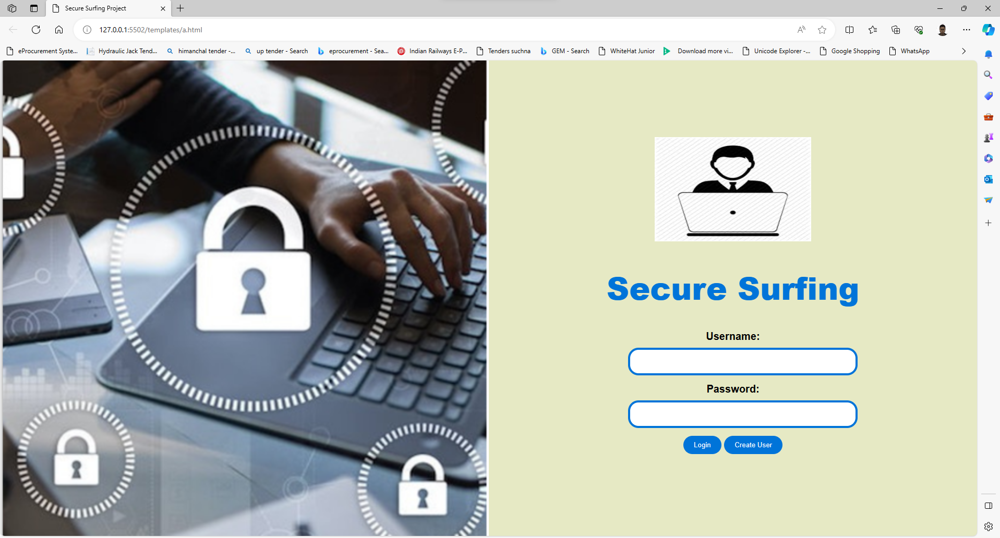 Secure Surfing Project
127.0.0.1:5502/templates/a.html
eProcurement Syste... Hydraulic Jack Tend... himanchal tender -... up tender - Search eprocurement - Sea... Indian Railways E-P... Tenders suchna GEM - Search WhiteHat Junior Download more vi... Unicode Explorer -... Google Shopping WhatsApp
Secure Surfing
Username:
Password:
Login Create User